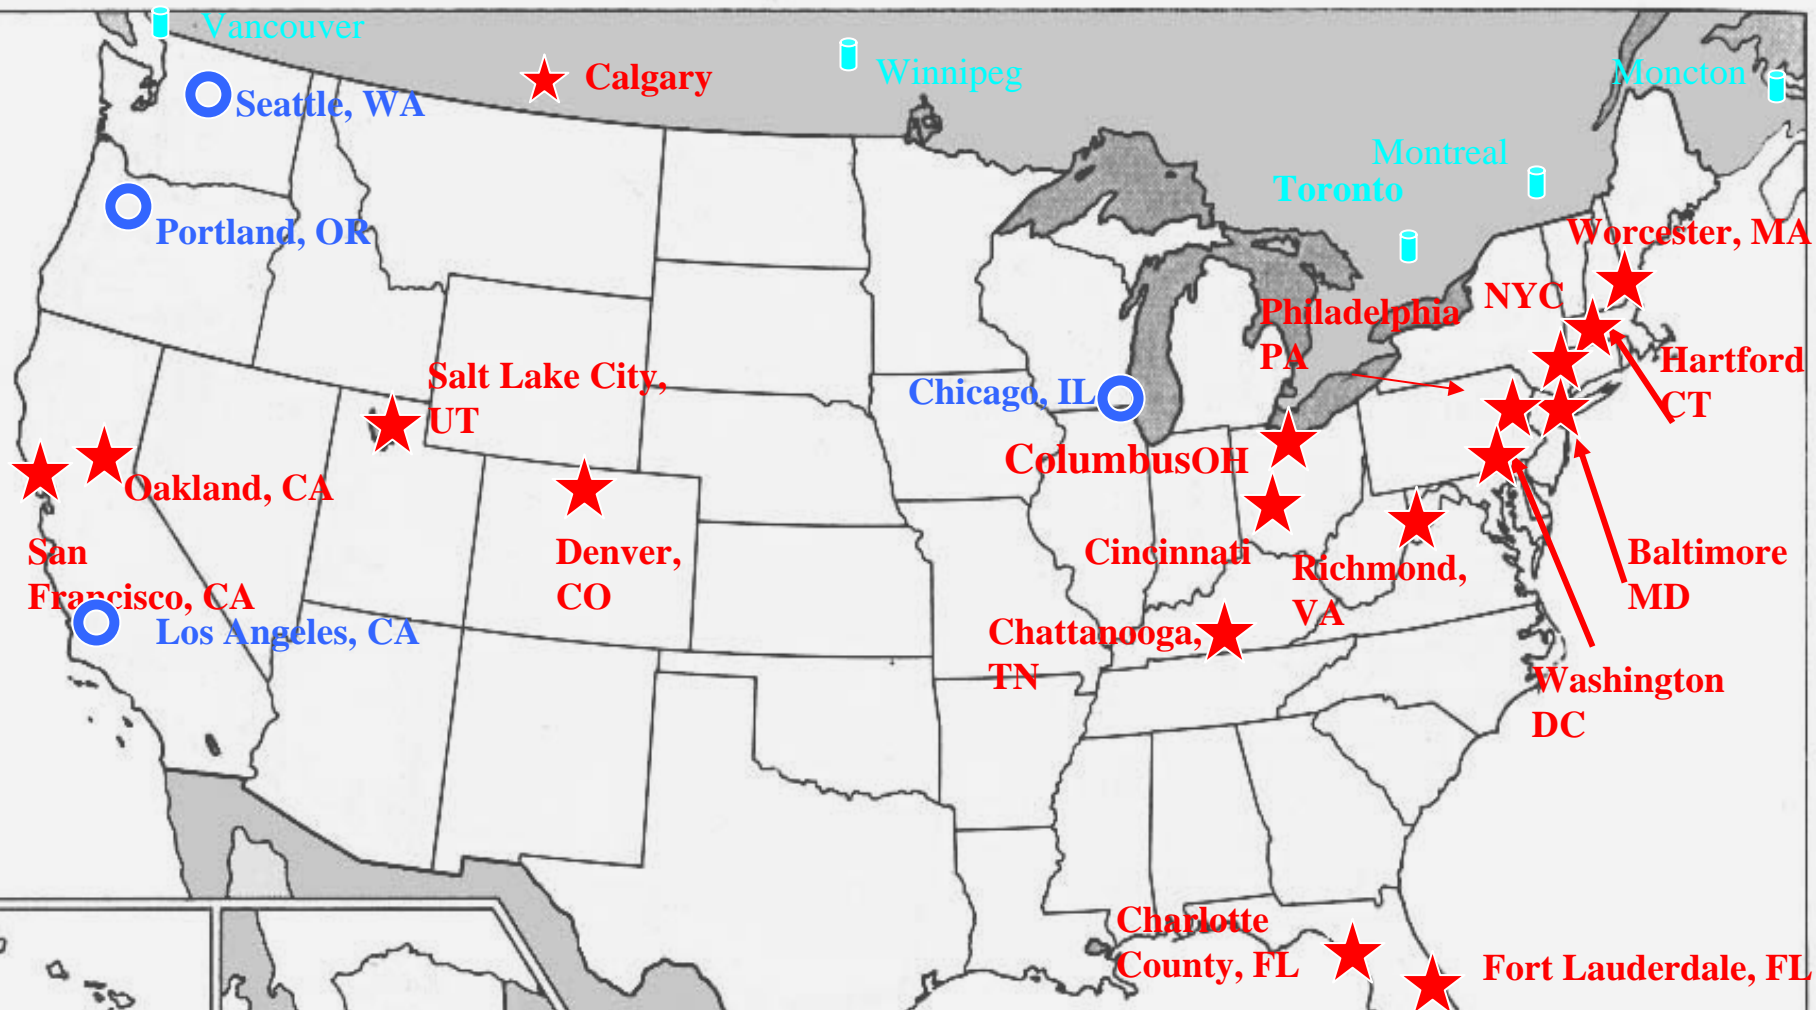 Vancouver
Calgary
Winnipeg
Moncton
Seattle, WA
Montreal
Toronto
Portland, OR
Worcester, MA
NYC
Philadelphia
PA
Hartford
CT
Salt Lake City,
UT
Chicago, IL
ColumbusOH
Oakland, CA
San
Francisco, CA
Denver,
CO
Cincinnati
Richmond,
VA
Baltimore
MD
Los Angeles, CA
Chattanooga,
TN
Washington
DC
Charlotte
County, FL
Fort Lauderdale, FL